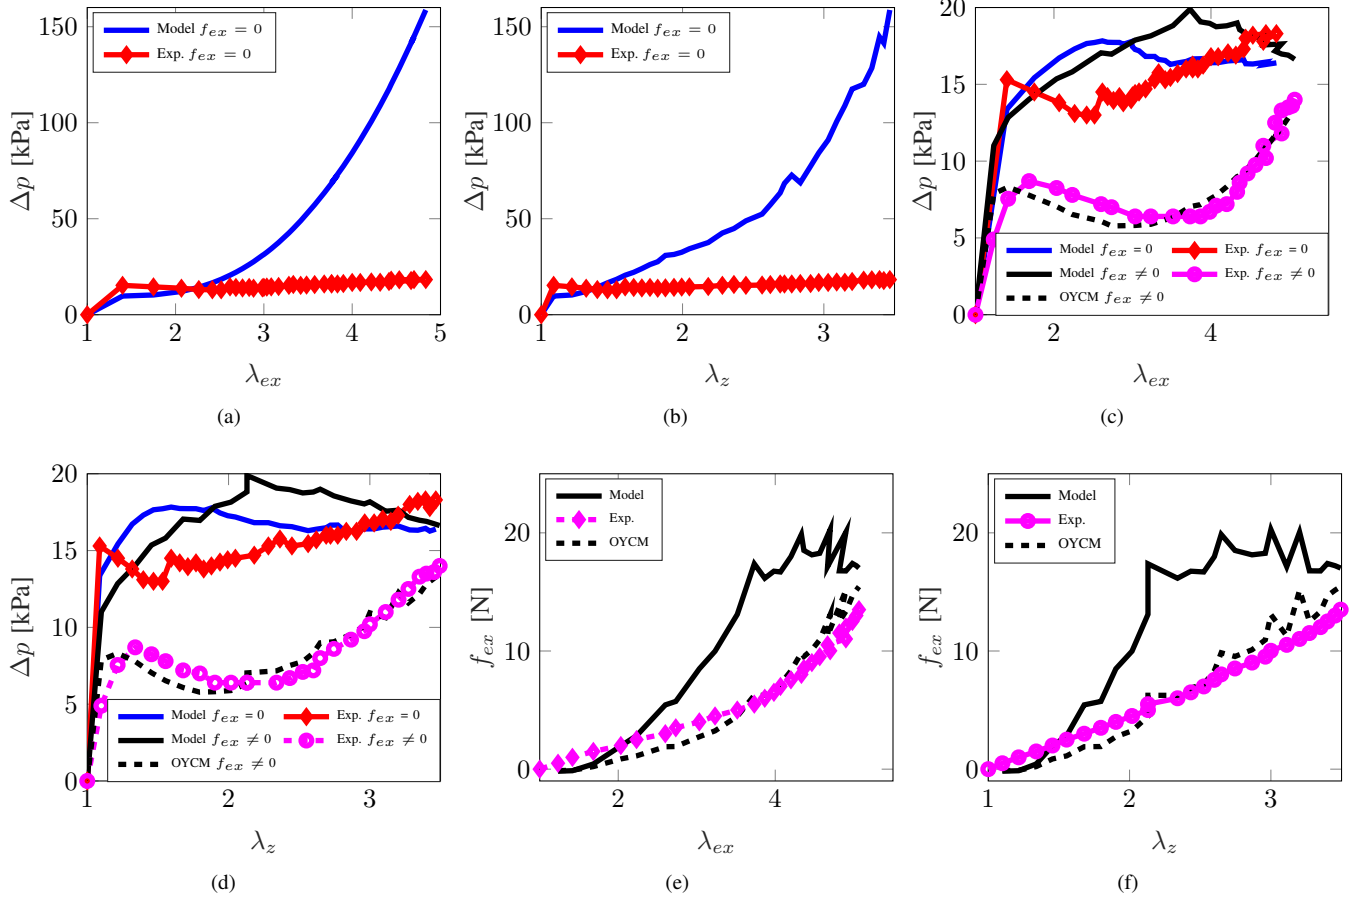 150
100
50
0
Δp [kPa]
Model f_ex = 0
Exp. f_ex = 0
1 2 3 4 5
λ_ex
(a)
150
100
50
0
Δp [kPa]
Model f_ex = 0
Exp. f_ex = 0
1 2 3
λ_z
(b)
20
15
10
5
0
Δp [kPa]
Model f_ex = 0 Exp. f_ex = 0
Model f_ex ≠ 0 Exp. f_ex ≠ 0
OYCM f_ex ≠ 0
2 4
λ_ex
(c)
20
15
10
5
0
Δp [kPa]
Model f_ex = 0 Exp. f_ex = 0
Model f_ex ≠ 0 Exp. f_ex ≠ 0
OYCM f_ex ≠ 0
1 2 3
λ_z
(d)
20
10
0
f_ex [N]
Model
Exp.
OYCM
2 4
λ_ex
(e)
20
10
0
f_ex [N]
Model
Exp.
OYCM
1 2 3
λ_z
(f)